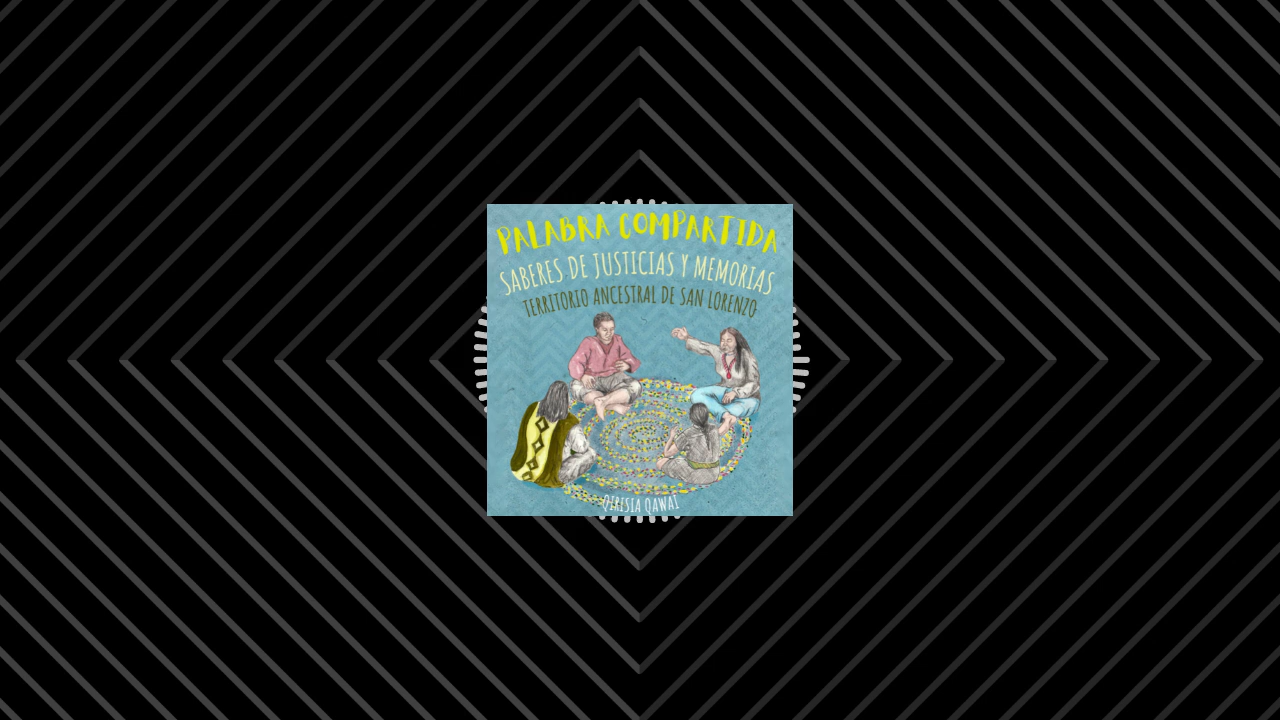 PALABRA COMPARTIDA
SABERES DE JUSTICIAS Y MEMORIAS
TERRITORIO ANCESTRAL DE SAN LORENZO
QIRISIA QAWAI